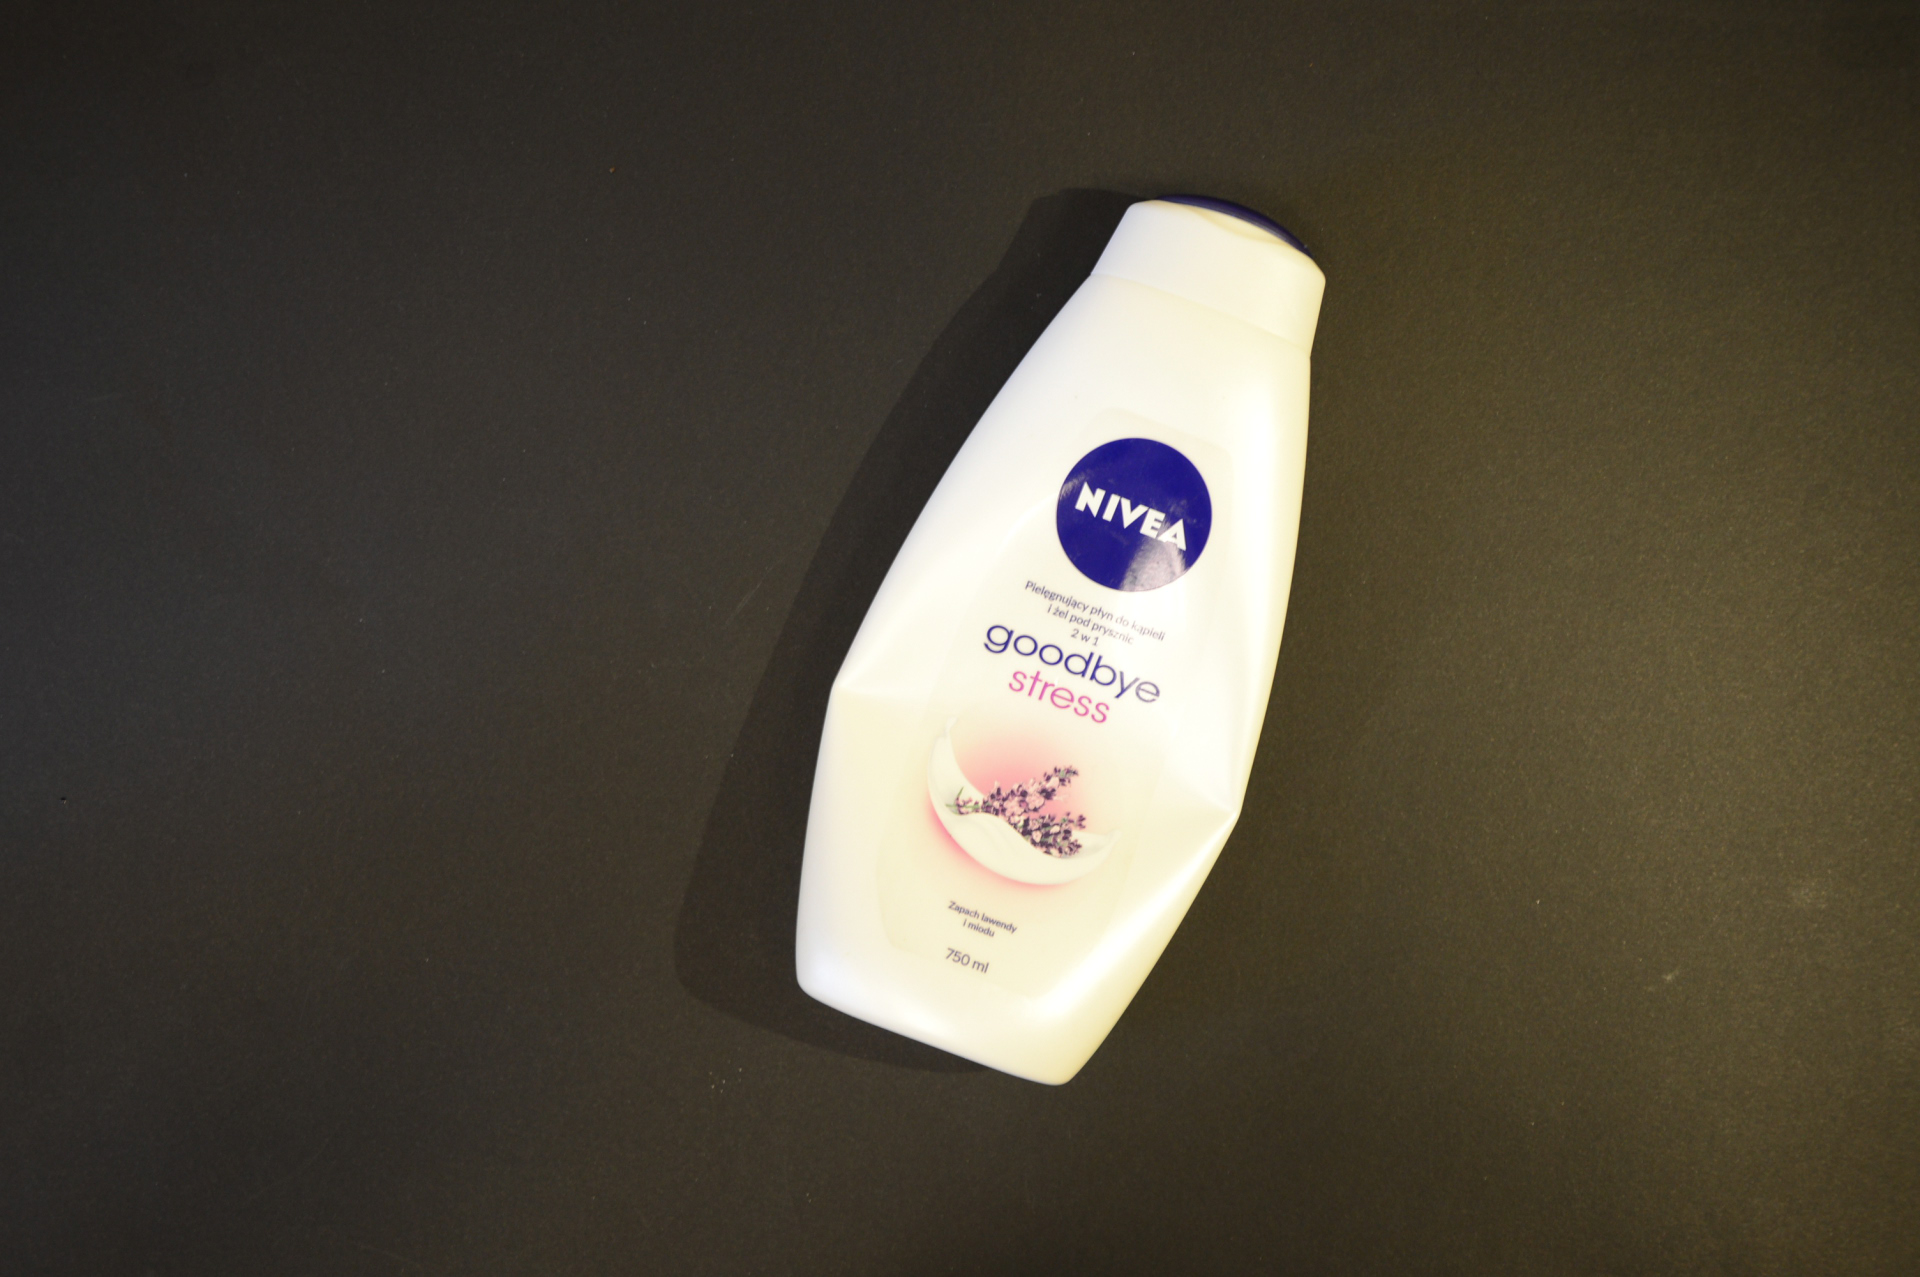 NIVEA
Pielęgnujący płyn do kąpieli
i żel pod prysznic
2 w 1
goodbye
stress
Zapach lawendy
i miodu
750 ml